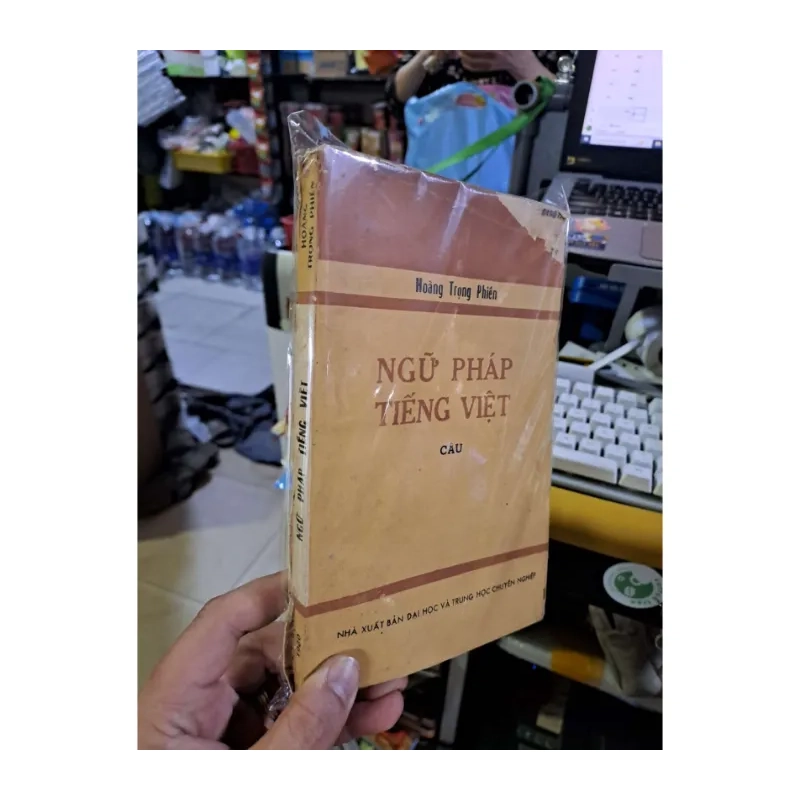 Hoàng Trọng Phiến
NGỮ PHÁP
TIẾNG VIỆT
CÂU
NHÀ XUẤT BẢN ĐẠI HỌC VÀ TRUNG HỌC CHUYÊN NGHIỆP
HOÀNG
TRỌNG PHIẾN
NGỮ PHÁP TIẾNG VIỆT